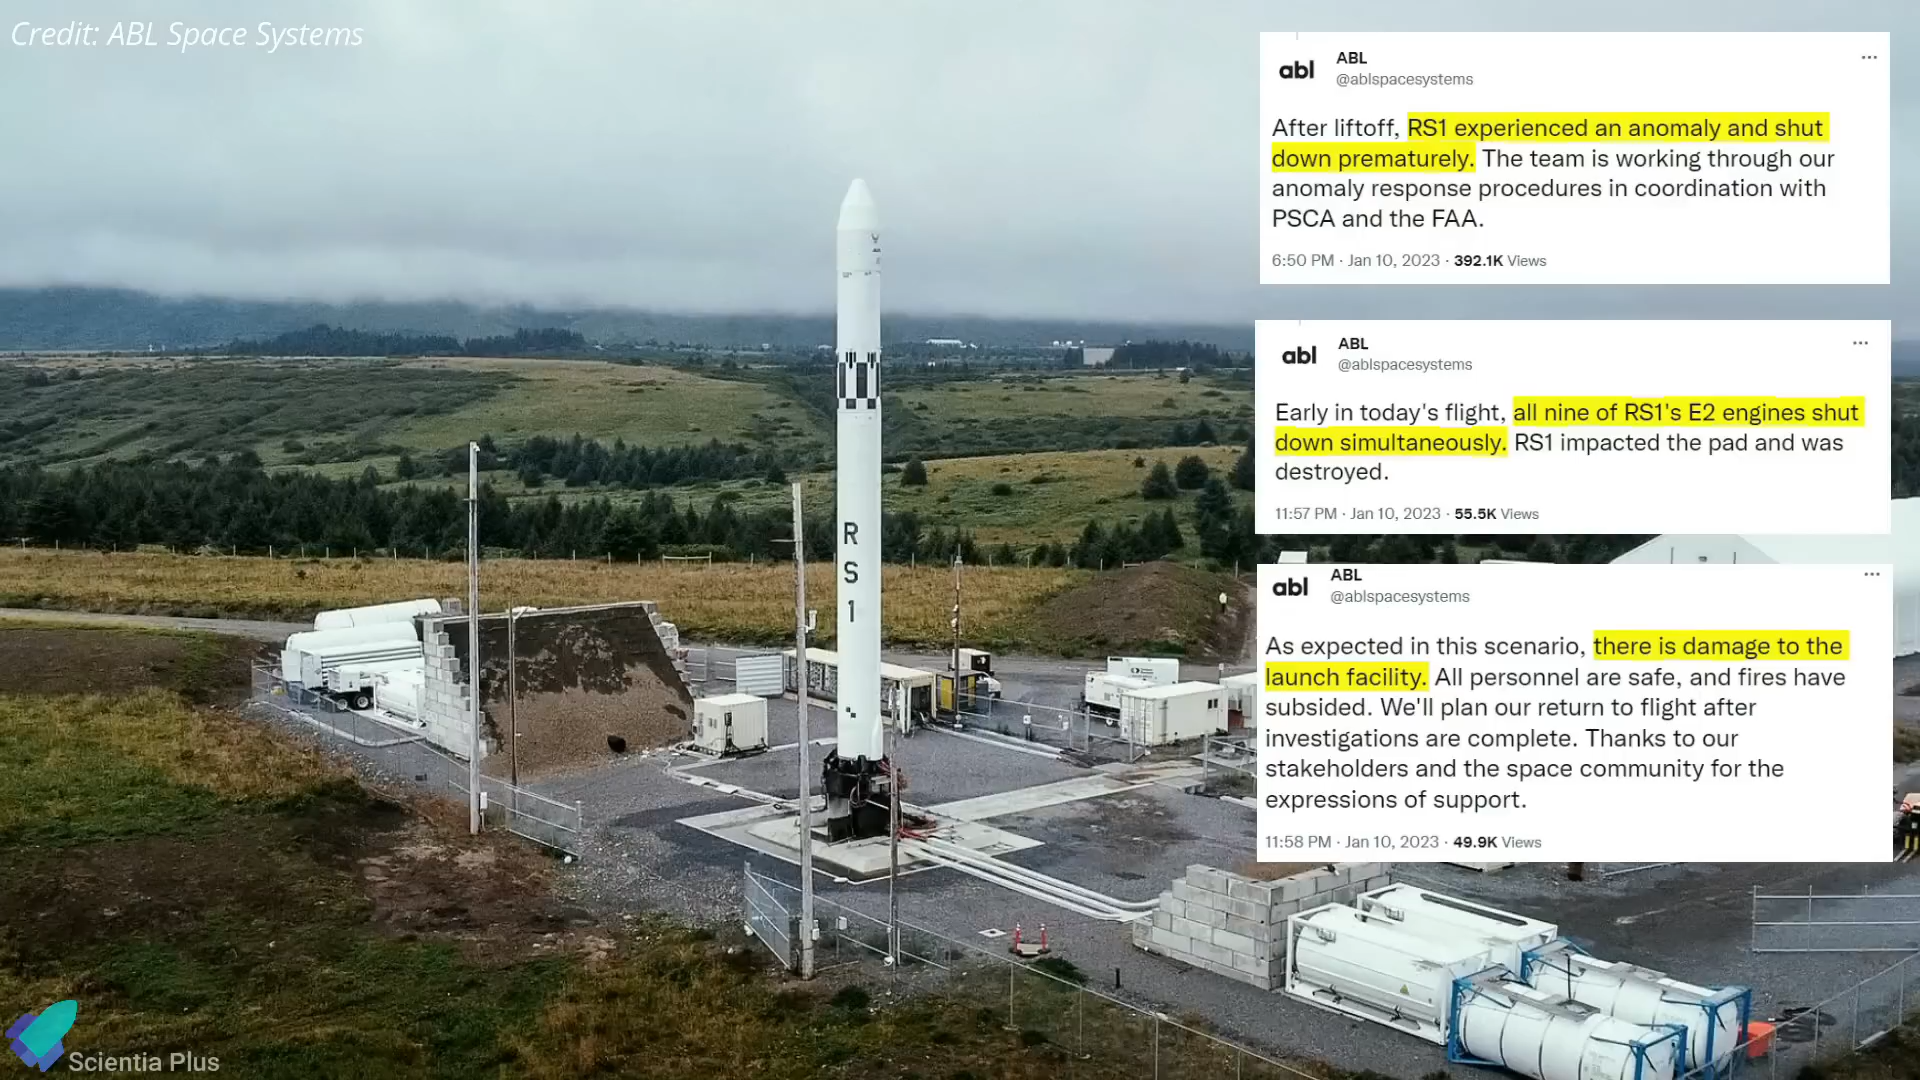 Credit: ABL Space Systems
abl
ABL
@ablspacesystems
After liftoff, RS1 experienced an anomaly and shut
down prematurely. The team is working through our
anomaly response procedures in coordination with
PSCA and the FAA.
6:50 PM · Jan 10, 2023 · 392.1K Views
abl
ABL
@ablspacesystems
Early in today's flight, all nine of RS1's E2 engines shut
down simultaneously. RS1 impacted the pad and was
destroyed.
11:57 PM · Jan 10, 2023 · 55.5K Views
abl
ABL
@ablspacesystems
As expected in this scenario, there is damage to the
launch facility. All personnel are safe, and fires have
subsided. We'll plan our return to flight after
investigations are complete. Thanks to our
stakeholders and the space community for the
expressions of support.
11:58 PM · Jan 10, 2023 · 49.9K Views
R
S
1
Scientia Plus